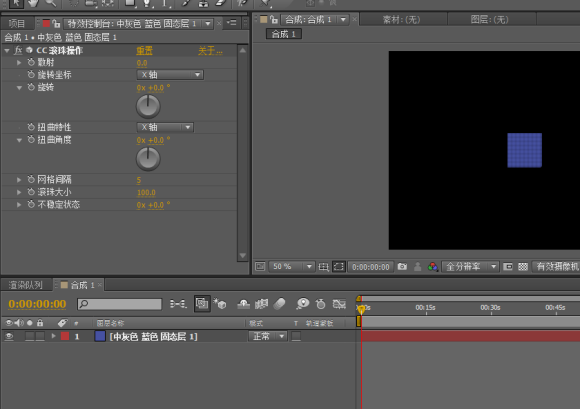 项目
特效控制台: 中灰色 蓝色 固态层 1
合成 1 • 中灰色 蓝色 固态层 1
fx CC 滚珠操作 重置 关于...
散射 0.0
旋转坐标 X 轴
旋转 0x +0.0 °
扭曲特性 X 轴
扭曲角度 0x +0.0 °
网格间隔 5
滚珠大小 100.0
不稳定状态 0x +0.0 °
合成: 合成 1
素材: (无)
图层: (无)
合成 1
50 %
0:00:00:00
全分辨率
有效摄像机
渲染队列
合成 1
0:00:00:00
:00s 00:15s 00:30s 00:45s
# 图层名称 模式 T 轨道蒙板
1 [中灰色 蓝色 固态层 1] 正常